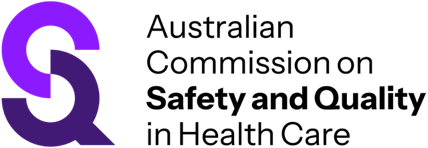 Australian
Commission on
Safety and Quality
in Health Care